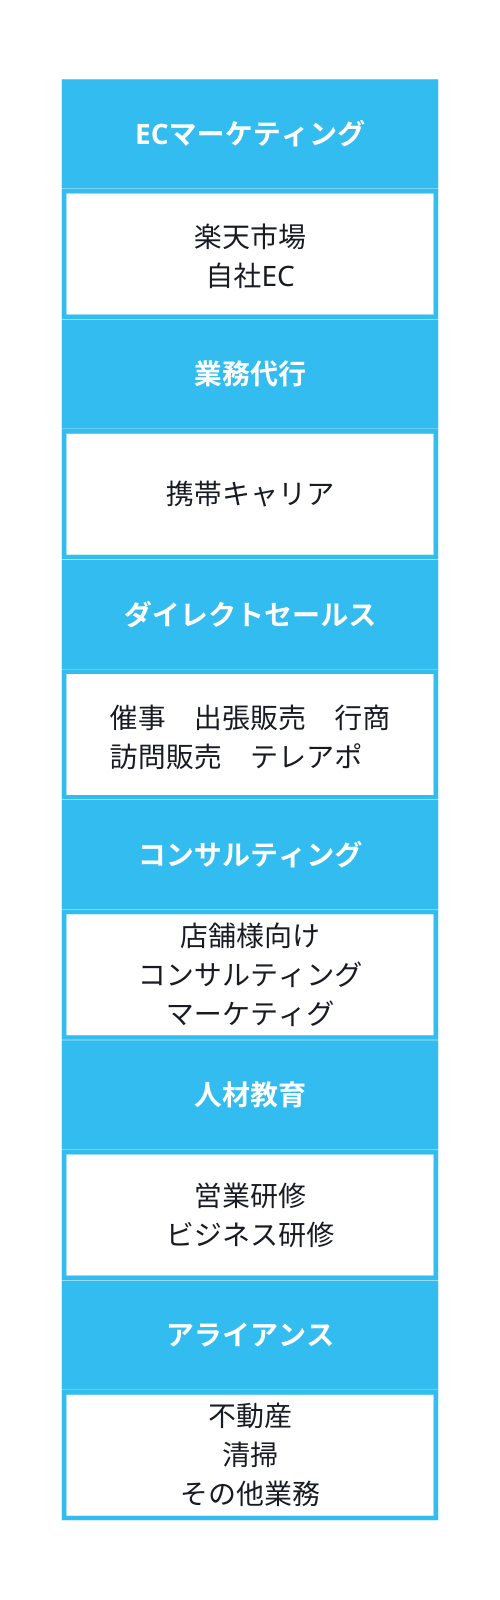 ECマーケティング
楽天市場
自社EC
業務代行
携帯キャリア
ダイレクトセールス
催事　出張販売　行商
訪問販売　テレアポ
コンサルティング
店舗様向け
コンサルティング
マーケティグ
人材教育
営業研修
ビジネス研修
アライアンス
不動産
清掃
その他業務